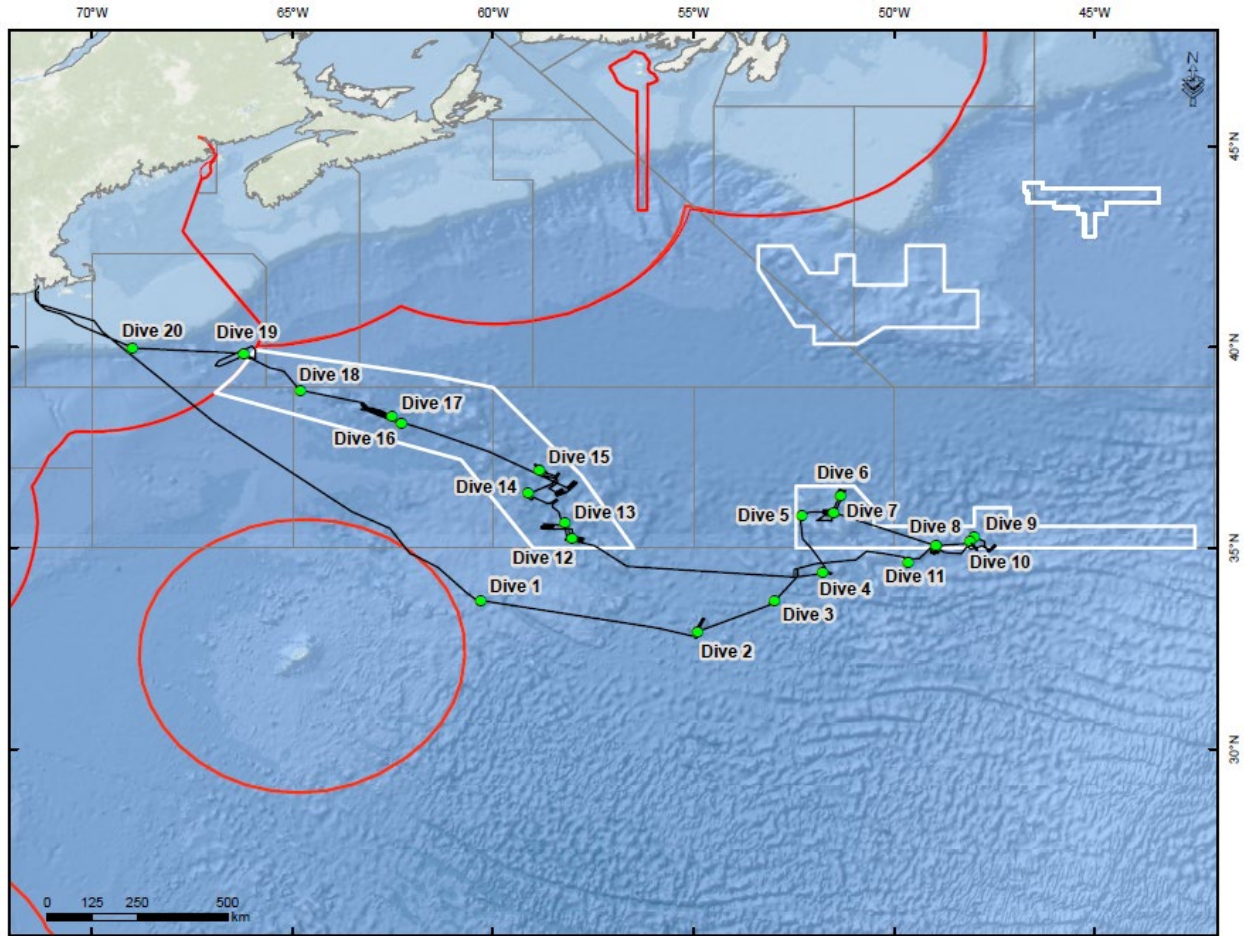 70°W 65°W 60°W 55°W 50°W 45°W
N
45°N
Dive 20
Dive 19
40°N
Dive 18
Dive 17
Dive 16
Dive 15
Dive 14
Dive 13
Dive 12
Dive 6
Dive 5
Dive 7
Dive 8
Dive 9
Dive 10
Dive 11
35°N
Dive 4
Dive 1
Dive 3
Dive 2
30°N
0 125 250 500
km